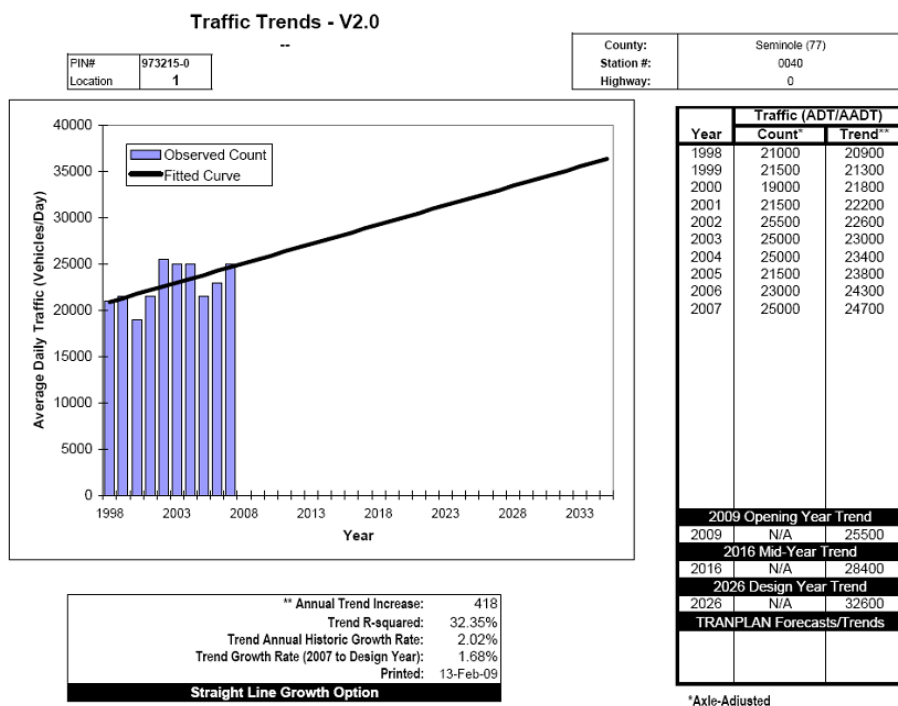 Traffic Trends - V2.0
--
PIN# 973215-0
Location 1
County: Seminole (77)
Station #: 0040
Highway: 0
40000
35000
30000
25000
20000
15000
10000
5000
0
Average Daily Traffic (Vehicles/Day)
Observed Count
Fitted Curve
1998 2003 2008 2013 2018 2023 2028 2033
Year
Traffic (ADT/AADT)
Year Count* Trend**
1998 21000 20900
1999 21500 21300
2000 19000 21800
2001 21500 22200
2002 25500 22600
2003 25000 23000
2004 25000 23400
2005 21500 23800
2006 23000 24300
2007 25000 24700
2009 Opening Year Trend
2009 N/A 25500
2016 Mid-Year Trend
2016 N/A 28400
2026 Design Year Trend
2026 N/A 32600
TRANPLAN Forecasts/Trends
** Annual Trend Increase: 418
Trend R-squared: 32.35%
Trend Annual Historic Growth Rate: 2.02%
Trend Growth Rate (2007 to Design Year): 1.68%
Printed: 13-Feb-09
Straight Line Growth Option
*Axle-Adjusted